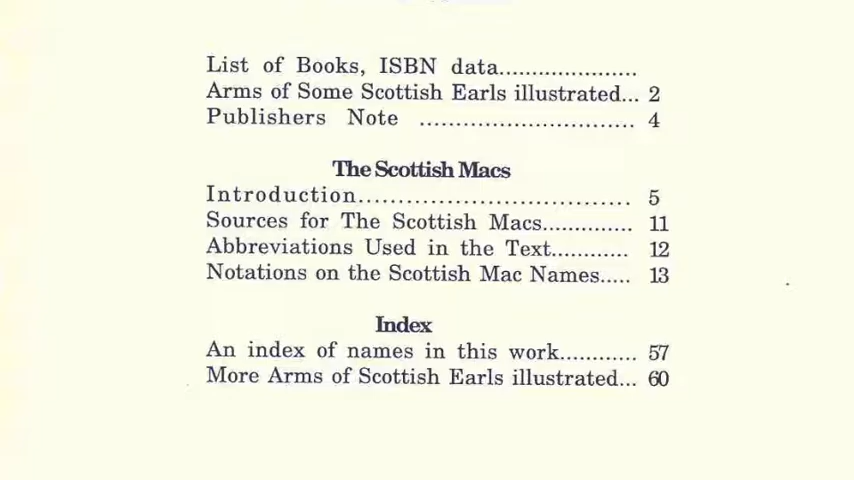 List of Books, ISBN data.....................
Arms of Some Scottish Earls illustrated... 2
Publishers Note ................................ 4
The Scottish Macs
Introduction.................................. 5
Sources for The Scottish Macs.............. 11
Abbreviations Used in the Text............ 12
Notations on the Scottish Mac Names..... 13
Index
An index of names in this work............ 57
More Arms of Scottish Earls illustrated... 60